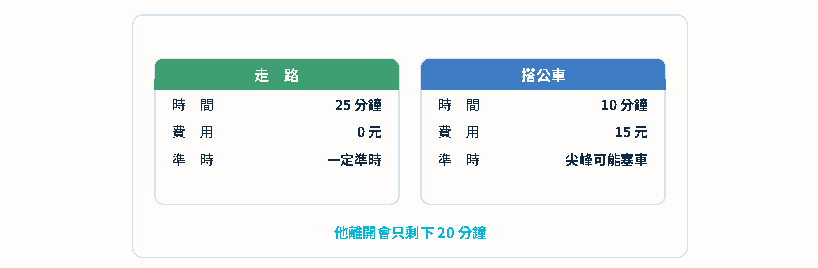 走 路
時 間 25 分鐘
費 用 0 元
準 時 一定準時
搭公車
時 間 10 分鐘
費 用 15 元
準 時 尖峰可能塞車
他離開會只剩下 20 分鐘